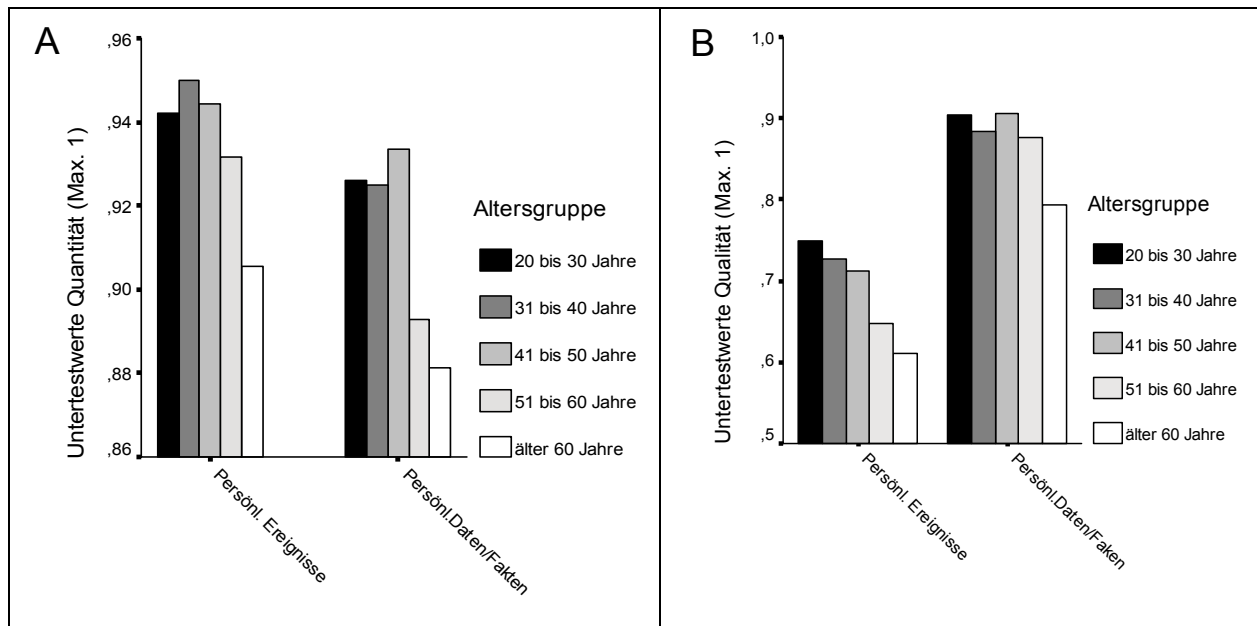 A
Untertestwerte Quantität (Max. 1)
,96
,94
,92
,90
,88
,86
Persönl. Ereignisse
Persönl.Daten/Fakten
Altersgruppe
20 bis 30 Jahre
31 bis 40 Jahre
41 bis 50 Jahre
51 bis 60 Jahre
älter 60 Jahre
B
Untertestwerte Qualität (Max. 1)
1,0
,9
,8
,7
,6
,5
Persönl. Ereignisse
Persönl.Daten/Faken
Altersgruppe
20 bis 30 Jahre
31 bis 40 Jahre
41 bis 50 Jahre
51 bis 60 Jahre
älter 60 Jahre